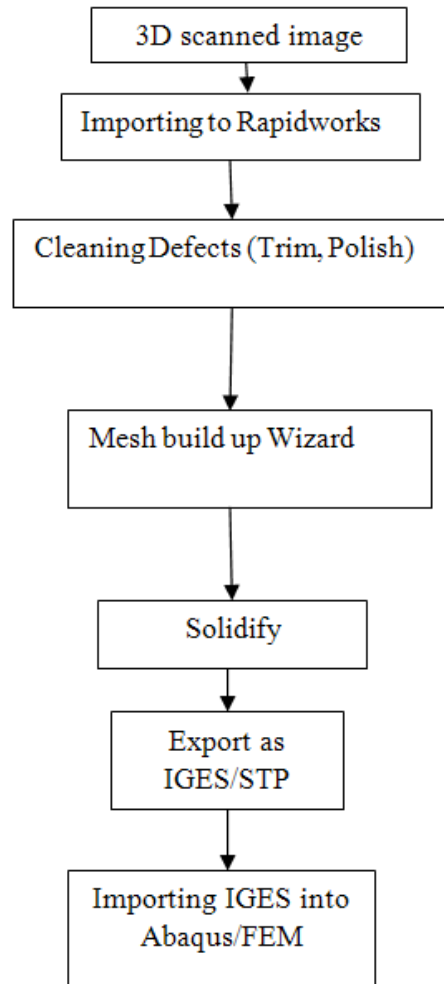 3D scanned image
Importing to Rapidworks
Cleaning Defects (Trim, Polish)
Mesh build up Wizard
Solidify
Export as
IGES/STP
Importing IGES into
Abaqus/FEM